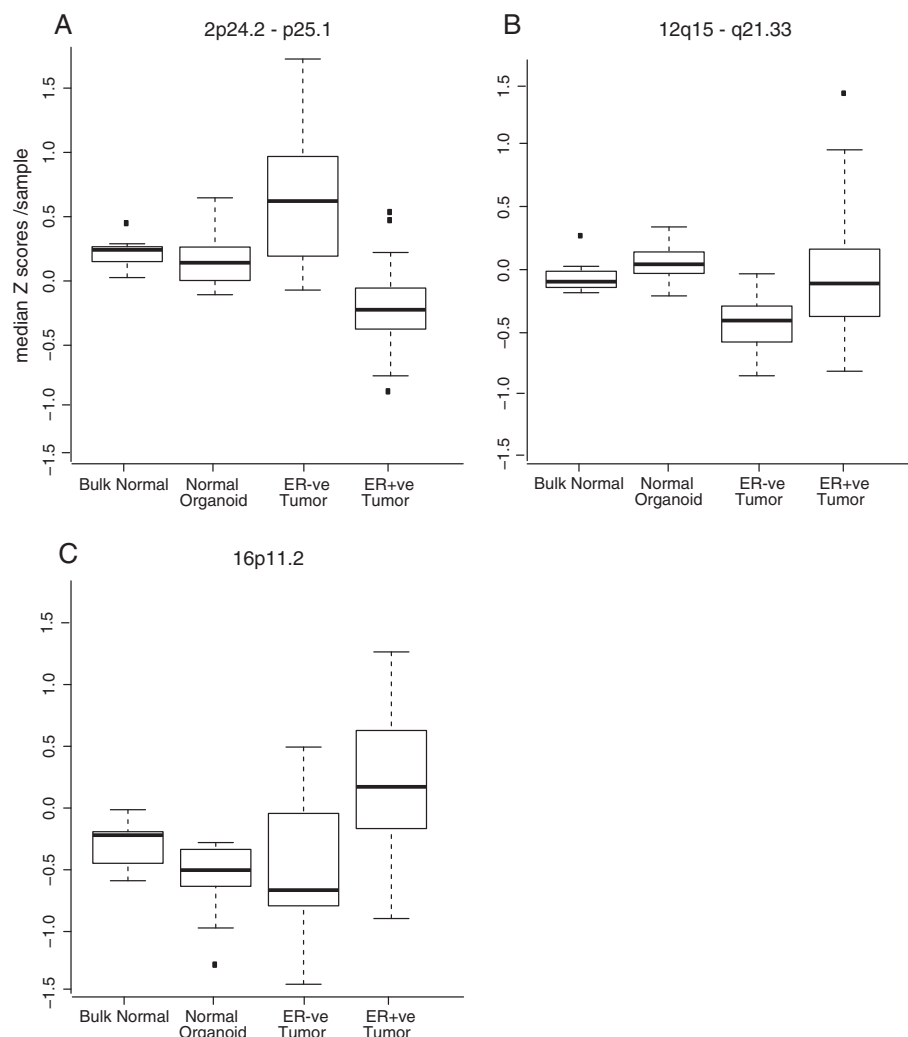 A
2p24.2 - p25.1
median Z scores /sample
1.5
1.0
0.5
0.0
−0.5
−1.0
−1.5
Bulk Normal
Normal
Organoid
ER-ve
Tumor
ER+ve
Tumor
B
12q15 - q21.33
1.5
1.0
0.5
0.0
−0.5
−1.0
−1.5
Bulk Normal
Normal
Organoid
ER-ve
Tumor
ER+ve
Tumor
C
16p11.2
1.5
1.0
0.5
0.0
−0.5
−1.0
−1.5
Bulk Normal
Normal
Organoid
ER-ve
Tumor
ER+ve
Tumor